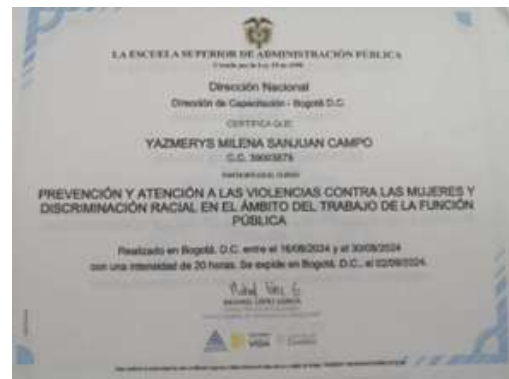 LA ESCUELA SUPERIOR DE ADMINISTRACIÓN PÚBLICA
Dirección Nacional
Dirección de Capacitación - Bogotá D.C.
CERTIFICA QUE:
YAZMERYS MILENA SANJUAN CAMPO
C.C.
PREVENCIÓN Y ATENCIÓN A LAS VIOLENCIAS CONTRA LAS MUJERES Y
DISCRIMINACIÓN RACIAL EN EL ÁMBITO DEL TRABAJO DE LA FUNCIÓN
PÚBLICA
Realizado en Bogotá, D.C. entre el 16/08/2024 y el 30/08/2024
con una intensidad de 20 horas. Se expide en Bogotá, D.C., el 02/09/2024.
VIDA